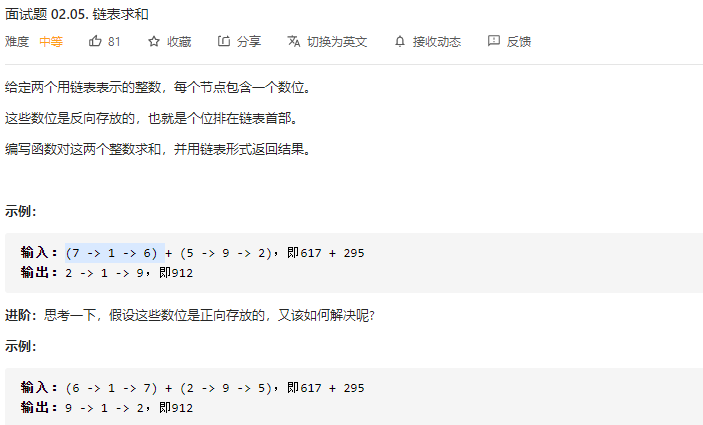 面试题 02.05. 链表求和
难度 中等 81 收藏 分享 切换为英文 接收动态 反馈
给定两个用链表表示的整数，每个节点包含一个数位。
这些数位是反向存放的，也就是个位排在链表首部。
编写函数对这两个整数求和，并用链表形式返回结果。
示例：
输入：(7 -> 1 -> 6) + (5 -> 9 -> 2)，即617 + 295
输出：2 -> 1 -> 9，即912
进阶：思考一下，假设这些数位是正向存放的，又该如何解决呢?
示例：
输入：(6 -> 1 -> 7) + (2 -> 9 -> 5)，即617 + 295
输出：9 -> 1 -> 2，即912